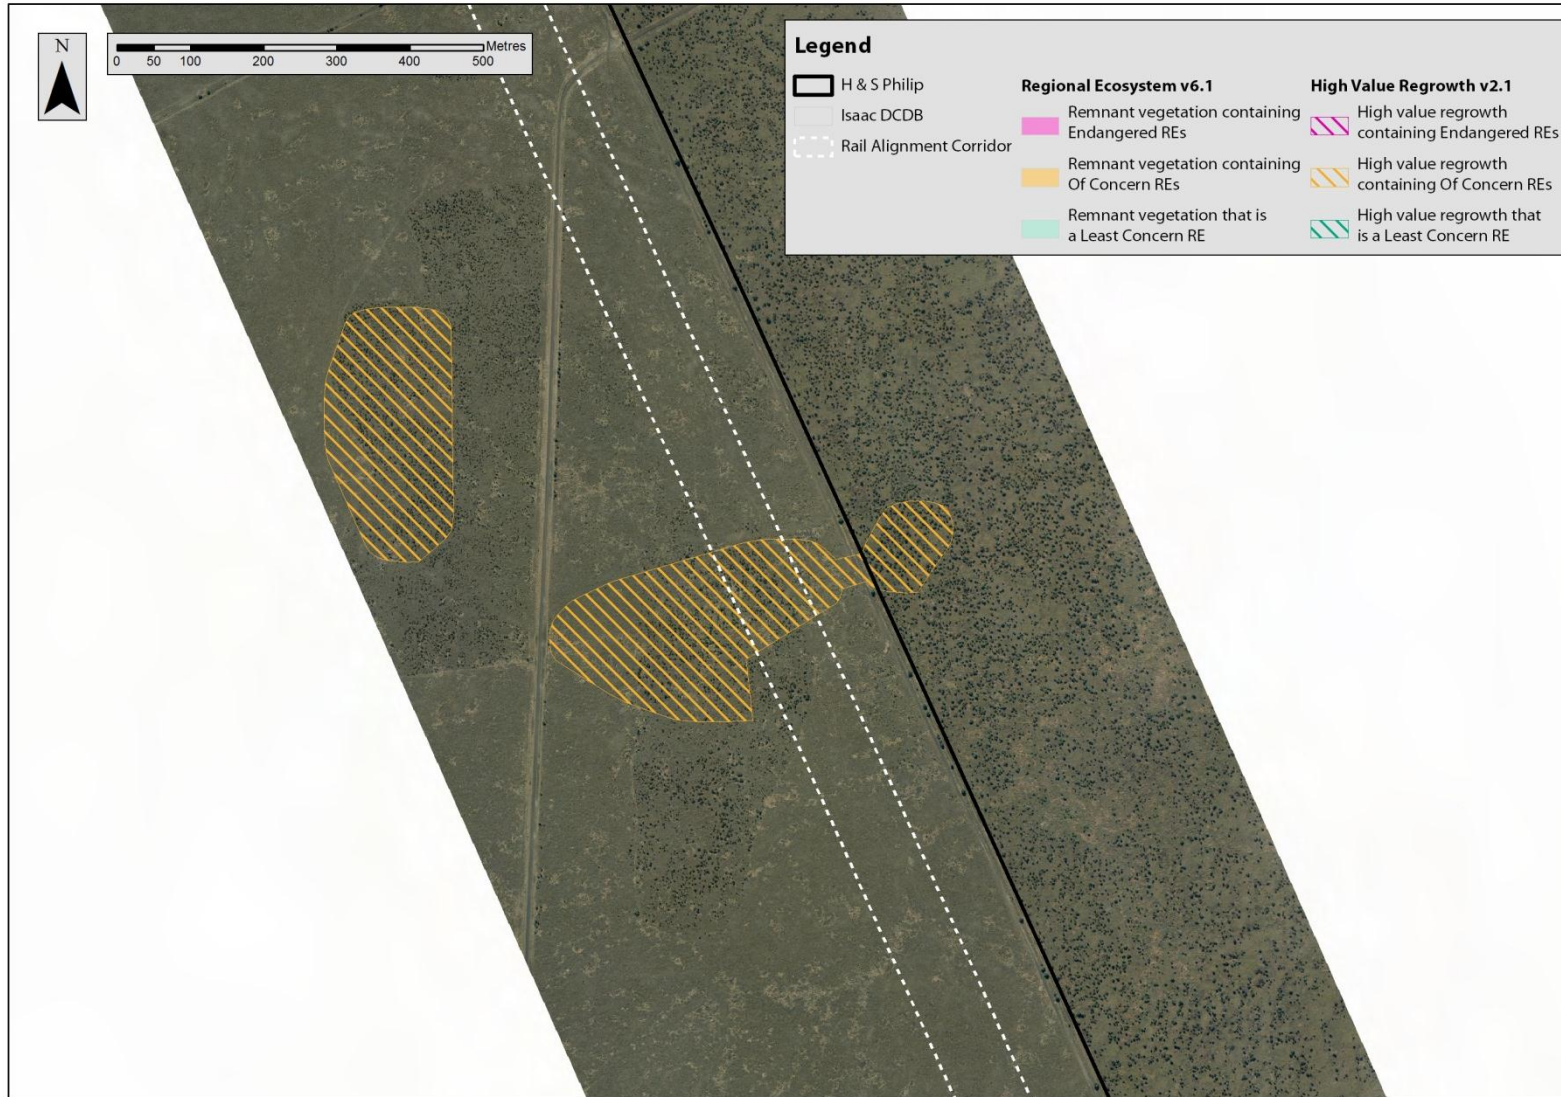 N
Metres
0 50 100 200 300 400 500
Legend
H & S Philip
Isaac DCDB
Rail Alignment Corridor
Regional Ecosystem v6.1
Remnant vegetation containing
Endangered REs
Remnant vegetation containing
Of Concern REs
Remnant vegetation that is
a Least Concern RE
High Value Regrowth v2.1
High value regrowth
containing Endangered REs
High value regrowth
containing Of Concern REs
High value regrowth that
is a Least Concern RE